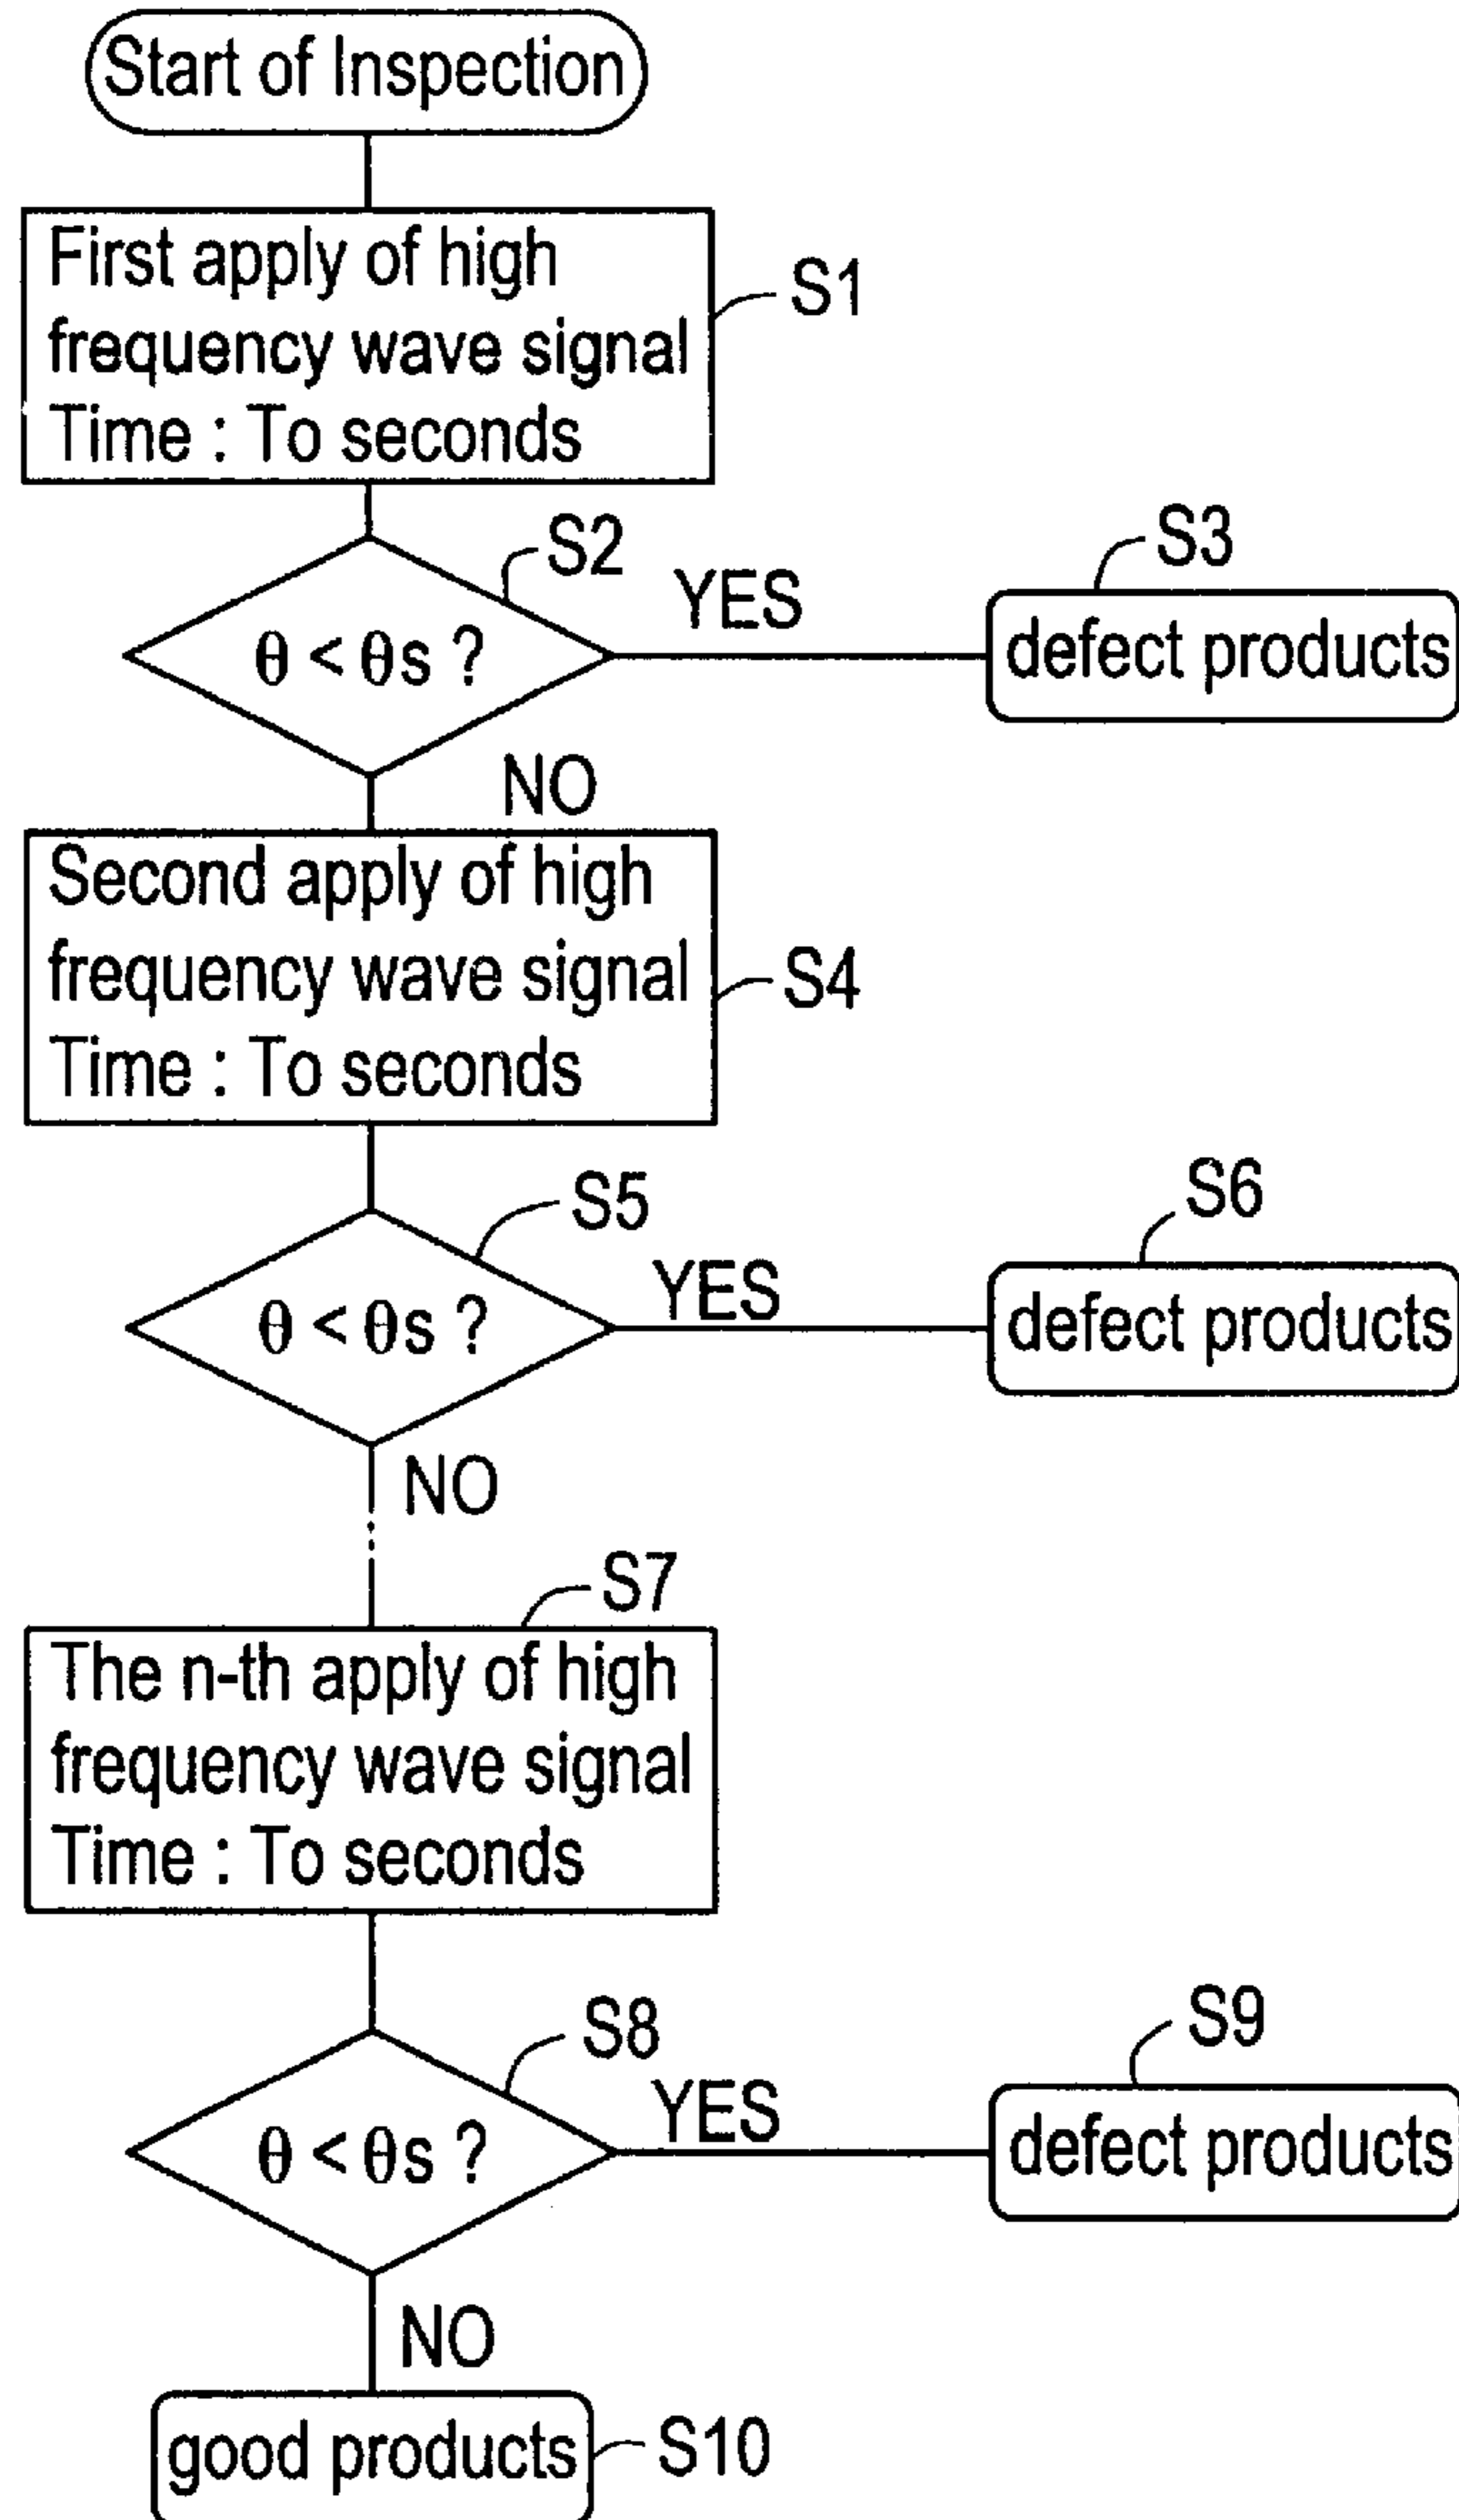 Start of Inspection
First apply of high
frequency wave signal
Time : To seconds
S1
S2
θ < θs ?
YES
S3
defect products
NO
Second apply of high
frequency wave signal
Time : To seconds
S4
S5
θ < θs ?
YES
S6
defect products
NO
S7
The n-th apply of high
frequency wave signal
Time : To seconds
S8
θ < θs ?
YES
S9
defect products
NO
good products
S10